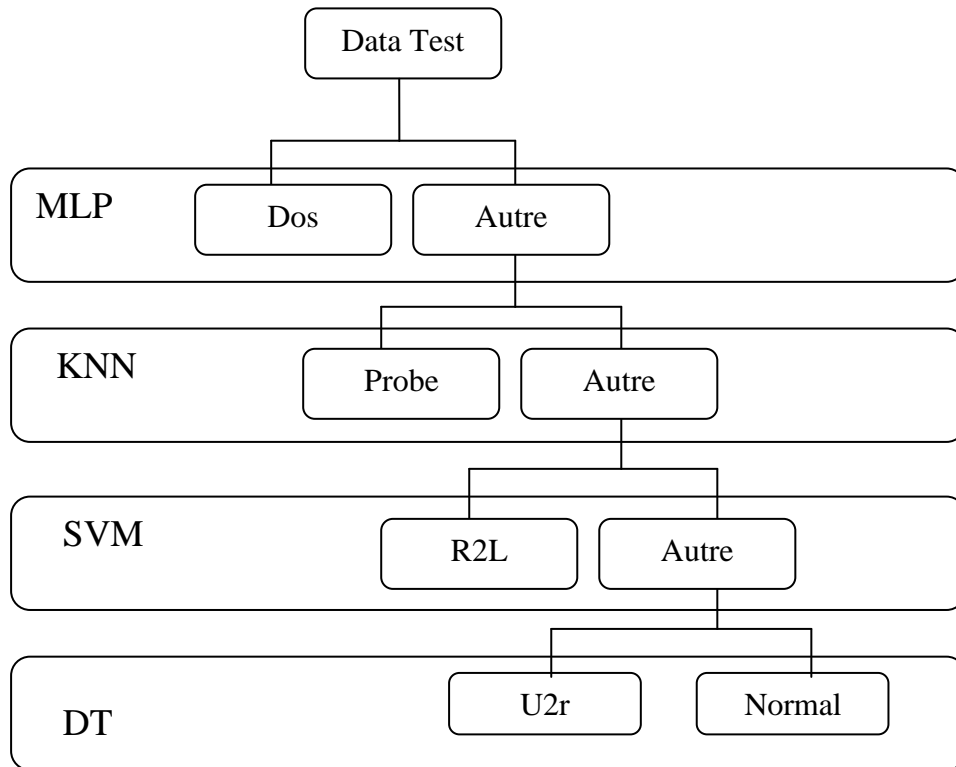 Data Test
MLP
Dos
Autre
KNN
Probe
Autre
SVM
R2L
Autre
DT
U2r
Normal